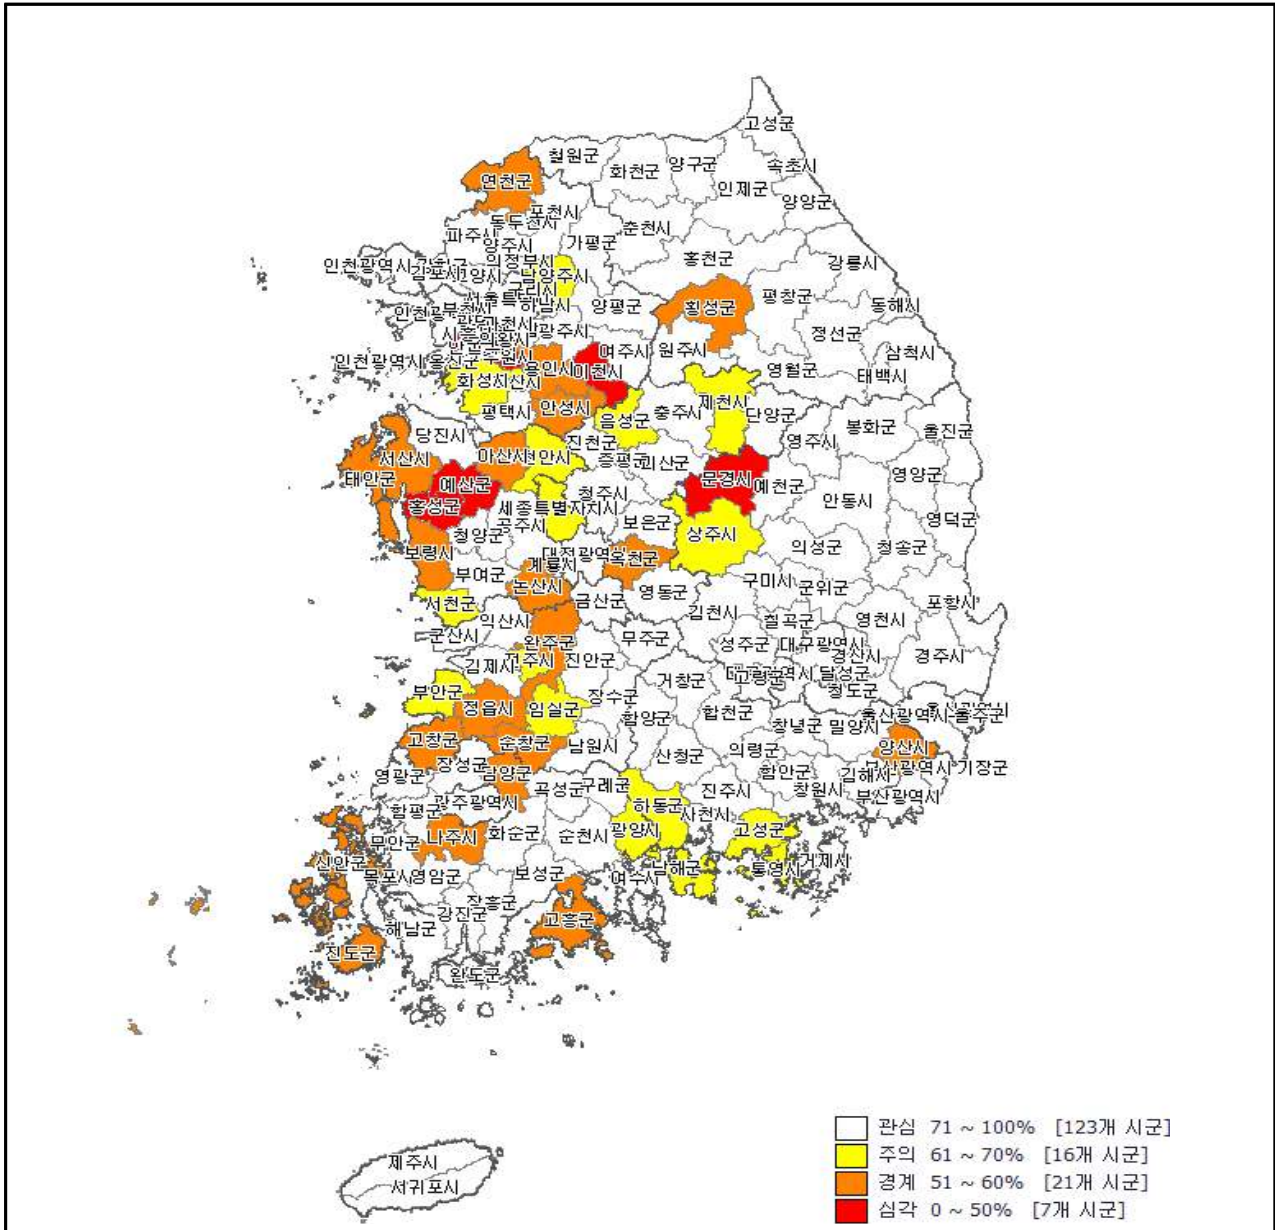 고성군
철원군
화천군
양구군
속초시
인제군
연천군
양양군
포천시
동두천시
춘천시
파주시
양주시
가평군
홍천군
강릉시
의정부시
인천광역시
김포시
남양주시
구리시
하남시
양평군
횡성군
평창군
동해시
정선군
여주시
원주시
삼척시
인천광역시
옹진군
수원시
용인시
이천시
영월군
태백시
화성시
제천시
단양군
평택시
안성시
음성군
충주시
봉화군
울진군
당진시
진천군
영주시
서산시
아산시
천안시
증평군
괴산군
태안군
예산군
문경시
예천군
영양군
홍성군
청주시
안동시
세종특별자치시
공주시
보은군
영덕군
청양군
상주시
보령시
대전광역시
옥천군
의성군
청송군
계룡시
부여군
논산시
영동군
구미시
군위군
서천군
금산군
김천시
포항시
익산시
칠곡군
영천시
군산시
완주군
무주군
성주군
대구광역시
경산시
경주시
김제시
전주시
진안군
거창군
고령군
달성군
부안군
장수군
청도군
정읍시
임실군
함양군
합천군
창녕군
밀양시
울산광역시
울주군
고창군
순창군
남원시
산청군
의령군
양산시
장성군
담양군
함안군
김해시
부산광역시
기장군
영광군
곡성군
구례군
진주시
창원시
부산광역시
함평군
광주광역시
하동군
사천시
무안군
나주시
화순군
순천시
광양시
고성군
신안군
남해군
통영시
거제시
목포시
영암군
보성군
여수시
장흥군
강진군
해남군
고흥군
진도군
완도군
제주시
서귀포시
관심 71 ~ 100% [123개 시군]
주의 61 ~ 70% [16개 시군]
경계 51 ~ 60% [21개 시군]
심각 0 ~ 50% [7개 시군]